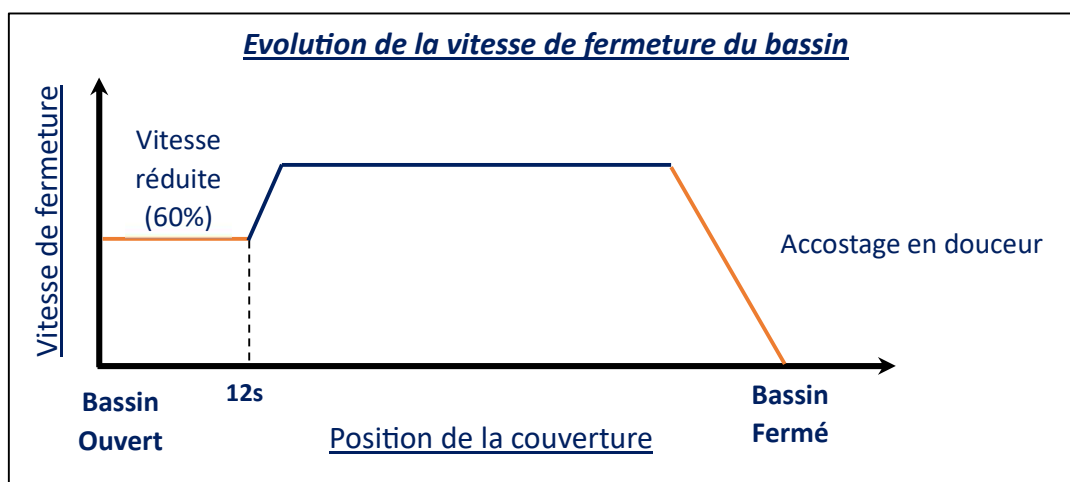 Evolution de la vitesse de fermeture du bassin
Vitesse de fermeture
Vitesse
réduite
(60%)
Accostage en douceur
12s
Bassin
Ouvert
Bassin
Fermé
Position de la couverture